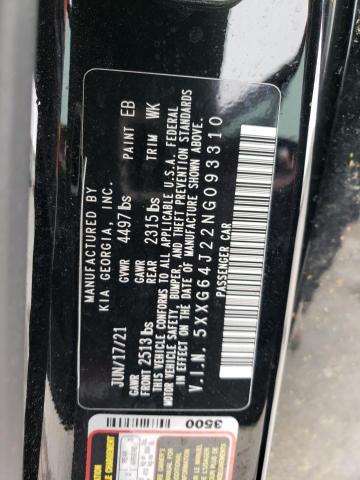 MANUFACTURED BY
KIA GEORGIA, INC.
PAINT EB
JUN/17/21
GVWR 4497 lbs
TRIM WK
GAWR
FRONT 2513 lbs
GAWR
REAR 2315 lbs
THIS VEHICLE CONFORMS TO ALL APPLICABLE U.S.A. FEDERAL
MOTOR VEHICLE SAFETY, BUMPER, AND THEFT PREVENTION STANDARDS
IN EFFECT ON THE DATE OF MANUFACTURE SHOWN ABOVE.
V.I.N. 5XXG64J22NG093310
PASSENGER CAR
3500